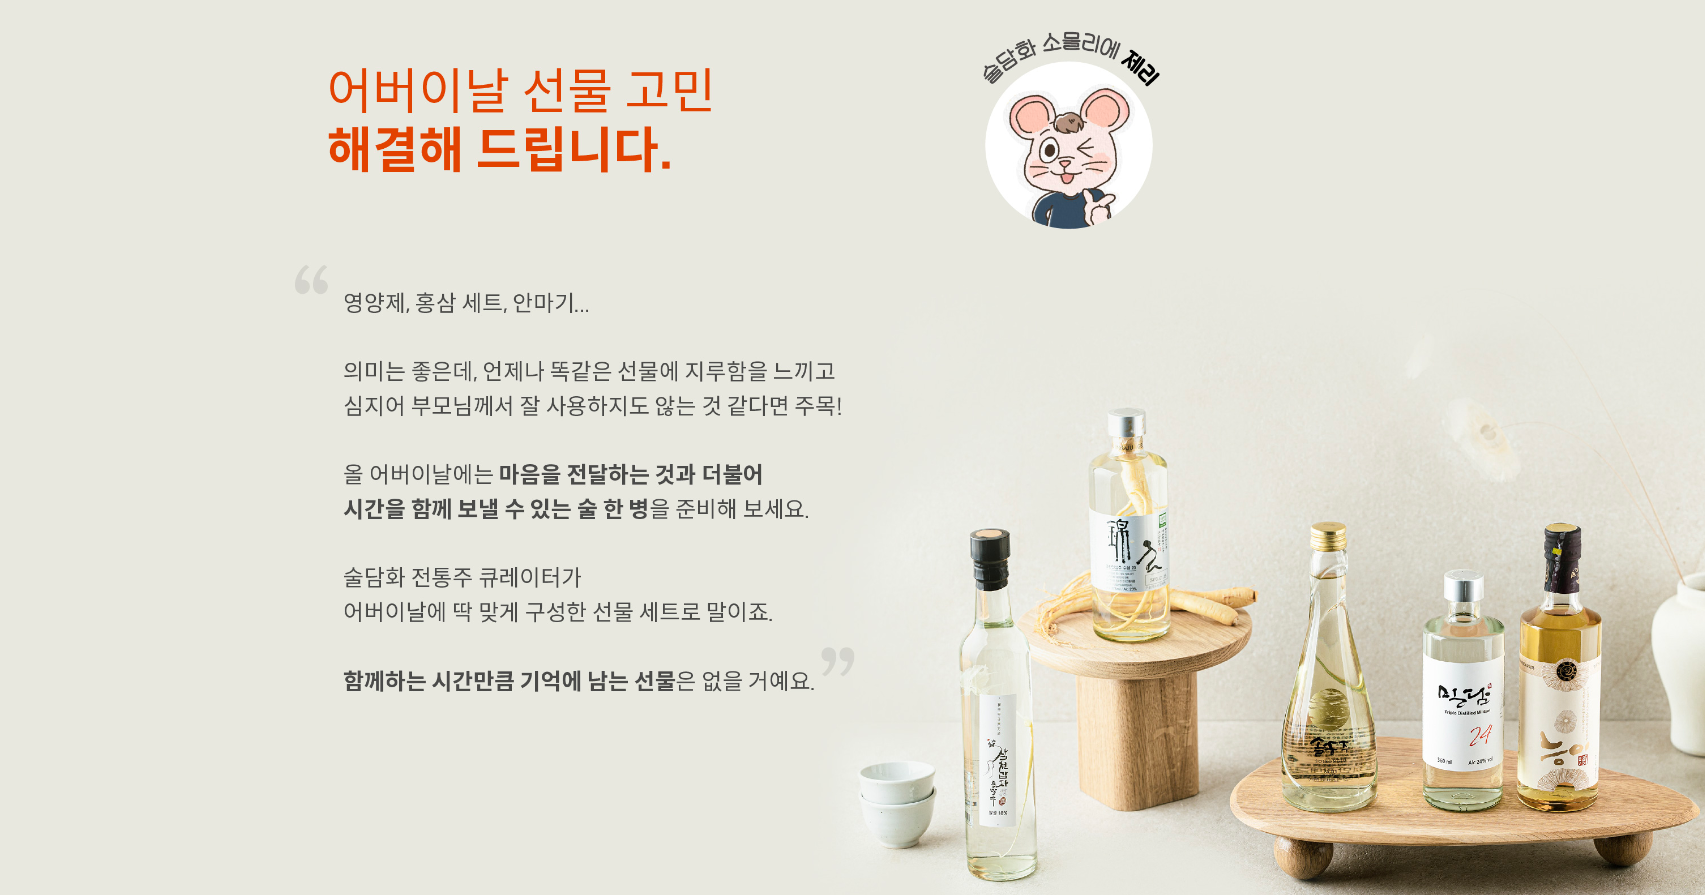 어버이날 선물 고민
해결해 드립니다.
술담화 소믈리에 제리
“
영양제, 홍삼 세트, 안마기...
의미는 좋은데, 언제나 똑같은 선물에 지루함을 느끼고
심지어 부모님께서 잘 사용하지도 않는 것 같다면 주목!
올 어버이날에는 마음을 전달하는 것과 더불어
시간을 함께 보낼 수 있는 술 한 병을 준비해 보세요.
술담화 전통주 큐레이터가
어버이날에 딱 맞게 구성한 선물 세트로 말이죠.
함께하는 시간만큼 기억에 남는 선물은 없을 거예요.
”
솔송주
밀담
24
360 ml
Alc 24% vol